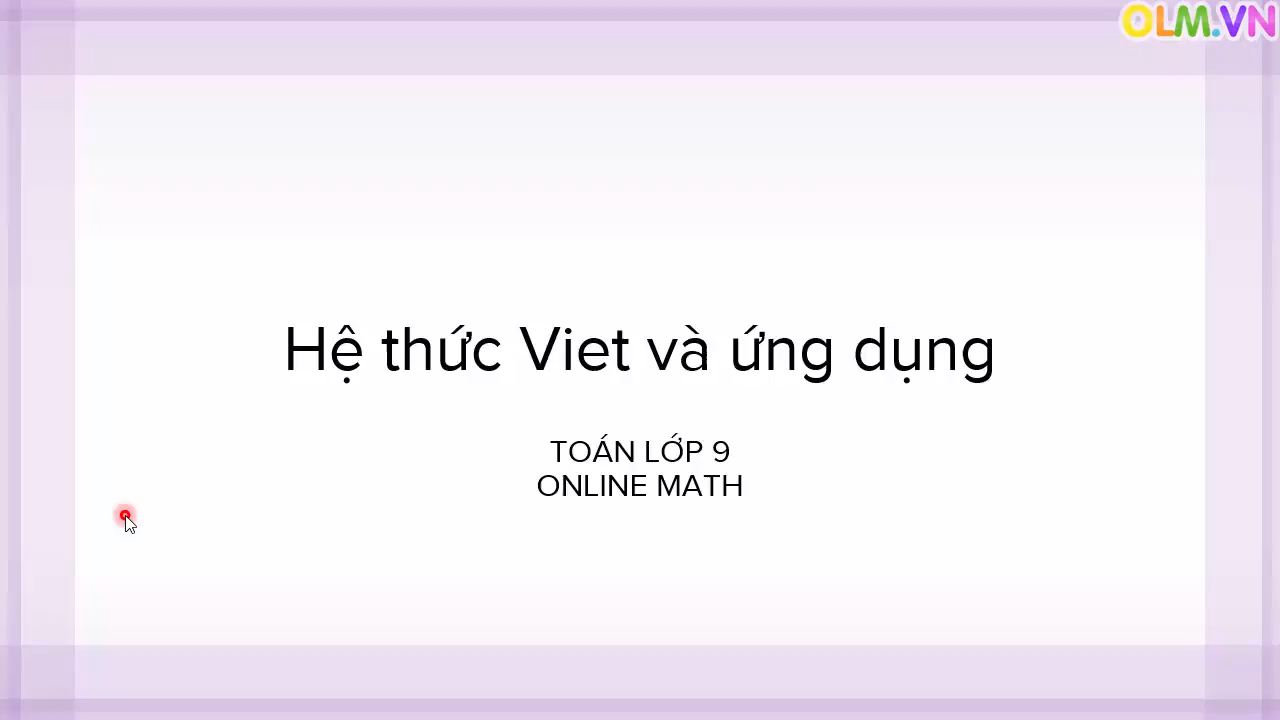 OLM.VN
Hệ thức Viet và ứng dụng
TOÁN LỚP 9
ONLINE MATH